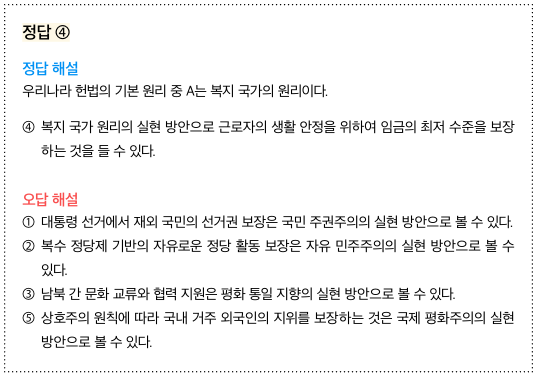 정답 ④
정답 해설
우리나라 헌법의 기본 원리 중 A는 복지 국가의 원리이다.
④ 복지 국가 원리의 실현 방안으로 근로자의 생활 안정을 위하여 임금의 최저 수준을 보장
하는 것을 들 수 있다.
오답 해설
① 대통령 선거에서 재외 국민의 선거권 보장은 국민 주권주의의 실현 방안으로 볼 수 있다.
② 복수 정당제 기반의 자유로운 정당 활동 보장은 자유 민주주의의 실현 방안으로 볼 수
있다.
③ 남북 간 문화 교류와 협력 지원은 평화 통일 지향의 실현 방안으로 볼 수 있다.
⑤ 상호주의 원칙에 따라 국내 거주 외국인의 지위를 보장하는 것은 국제 평화주의의 실현
방안으로 볼 수 있다.